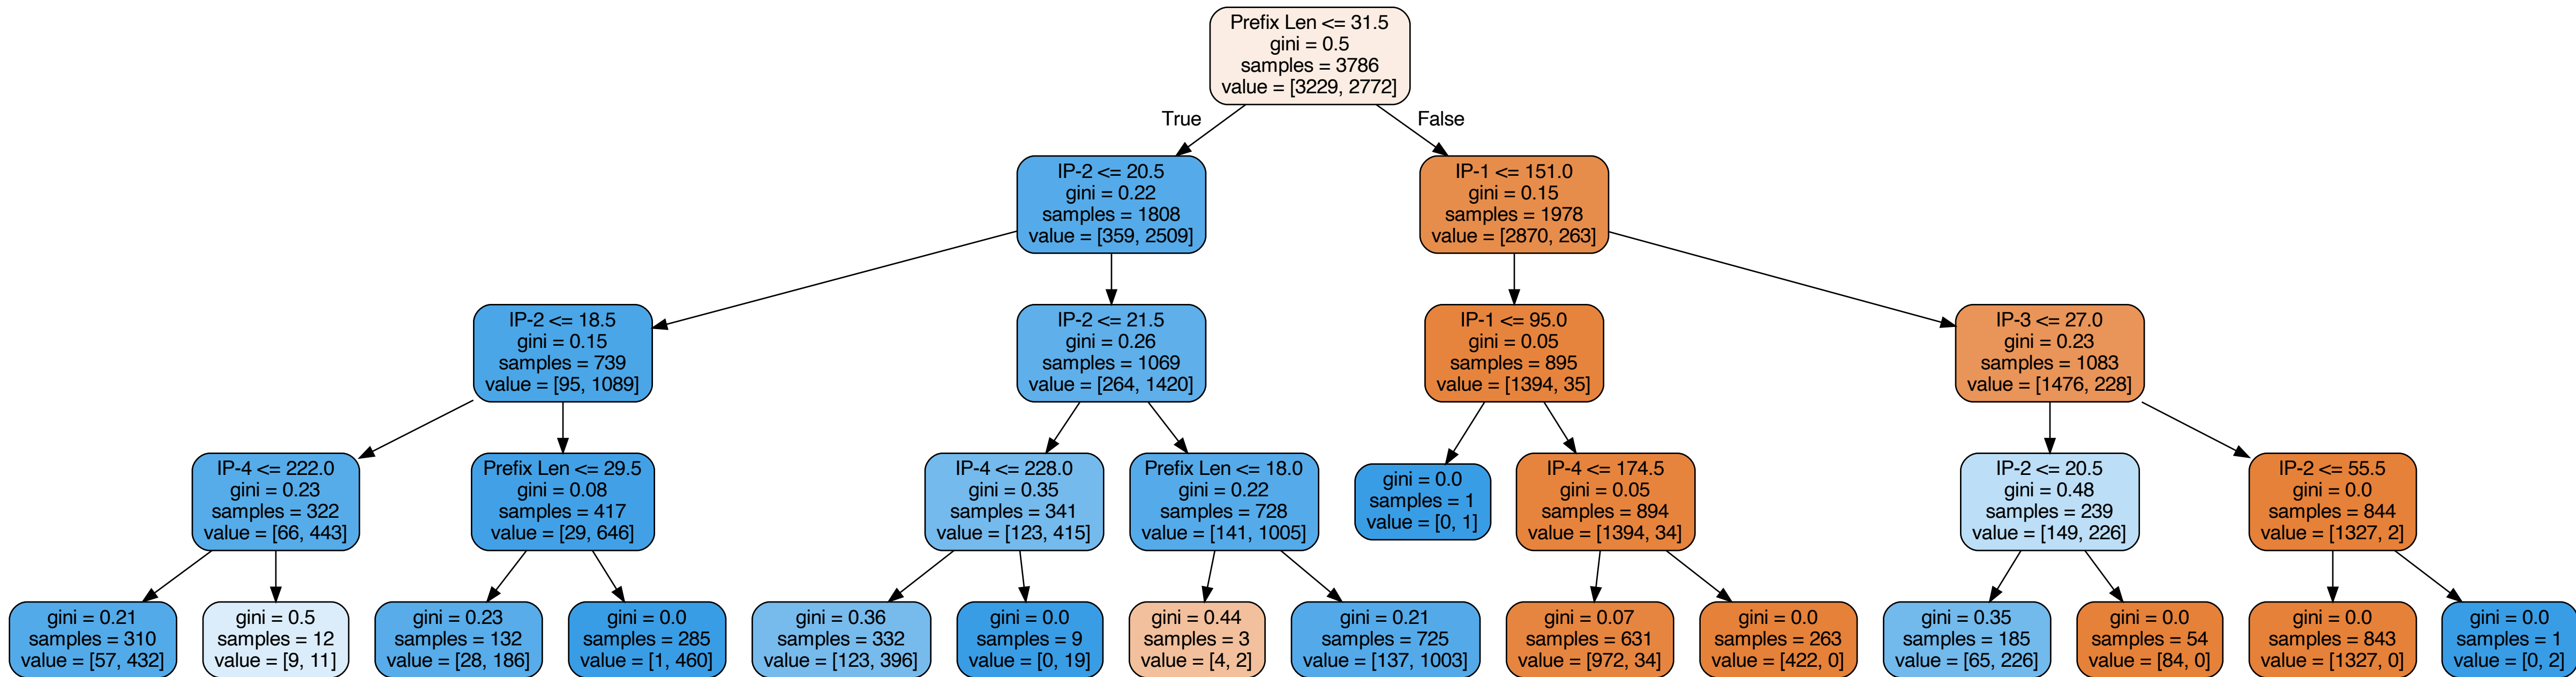 Prefix Len <= 31.5
gini = 0.5
samples = 3786
value = [3229, 2772]
True
False
IP-2 <= 20.5
gini = 0.22
samples = 1808
value = [359, 2509]
IP-1 <= 151.0
gini = 0.15
samples = 1978
value = [2870, 263]
IP-2 <= 18.5
gini = 0.15
samples = 739
value = [95, 1089]
IP-2 <= 21.5
gini = 0.26
samples = 1069
value = [264, 1420]
IP-1 <= 95.0
gini = 0.05
samples = 895
value = [1394, 35]
IP-3 <= 27.0
gini = 0.23
samples = 1083
value = [1476, 228]
IP-4 <= 222.0
gini = 0.23
samples = 322
value = [66, 443]
Prefix Len <= 29.5
gini = 0.08
samples = 417
value = [29, 646]
IP-4 <= 228.0
gini = 0.35
samples = 341
value = [123, 415]
Prefix Len <= 18.0
gini = 0.22
samples = 728
value = [141, 1005]
gini = 0.0
samples = 1
value = [0, 1]
IP-4 <= 174.5
gini = 0.05
samples = 894
value = [1394, 34]
IP-2 <= 20.5
gini = 0.48
samples = 239
value = [149, 226]
IP-2 <= 55.5
gini = 0.0
samples = 844
value = [1327, 2]
gini = 0.21
samples = 310
value = [57, 432]
gini = 0.5
samples = 12
value = [9, 11]
gini = 0.23
samples = 132
value = [28, 186]
gini = 0.0
samples = 285
value = [1, 460]
gini = 0.36
samples = 332
value = [123, 396]
gini = 0.0
samples = 9
value = [0, 19]
gini = 0.44
samples = 3
value = [4, 2]
gini = 0.21
samples = 725
value = [137, 1003]
gini = 0.07
samples = 631
value = [972, 34]
gini = 0.0
samples = 263
value = [422, 0]
gini = 0.35
samples = 185
value = [65, 226]
gini = 0.0
samples = 54
value = [84, 0]
gini = 0.0
samples = 843
value = [1327, 0]
gini = 0.0
samples = 1
value = [0, 2]